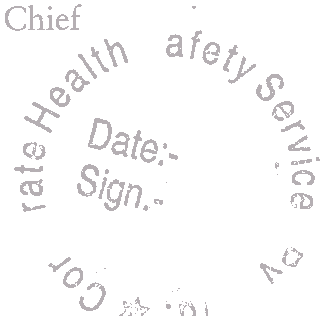 Chief
Cor rate Health afety Service
Date:-
Sign.-